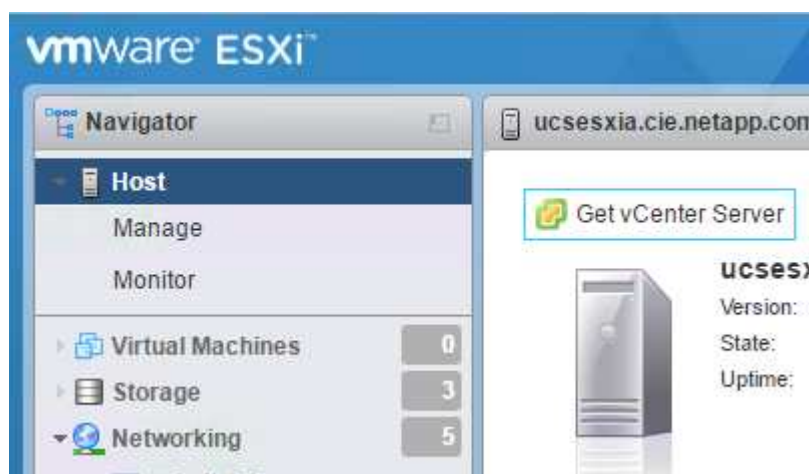 vmware ESXi™
Navigator
ucsesxia.cie.netapp.com
Host
Get vCenter Server
Manage
Monitor
Version:
State:
Uptime:
Virtual Machines 0
Storage 3
Networking 5